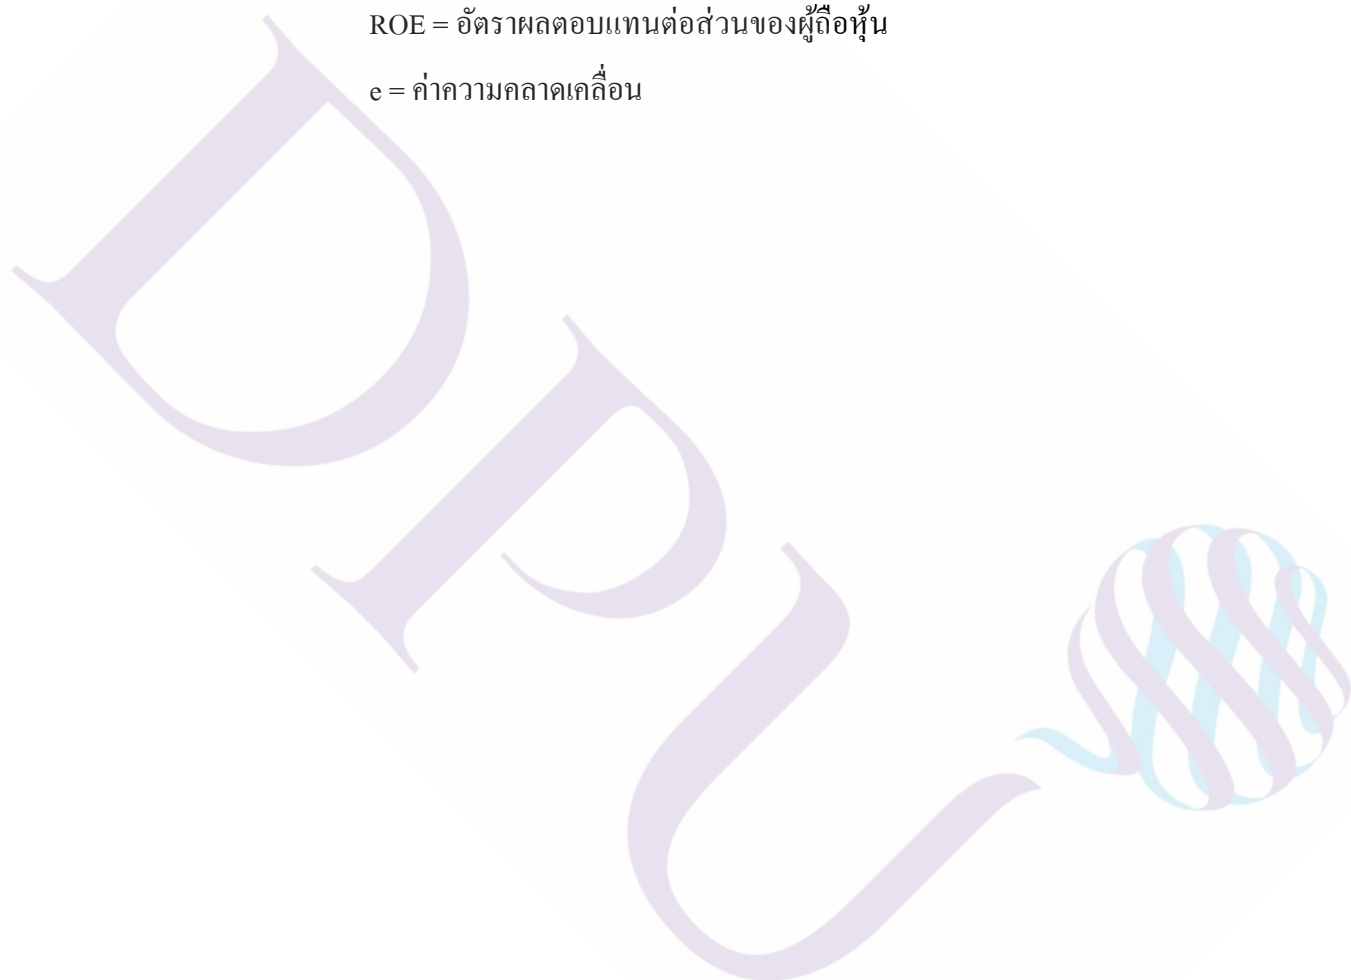 ROE = อัตราผลตอบแทนต่อส่วนของผู้ถือหุ้น
e = ค่าความคลาดเคลื่อน
DPU